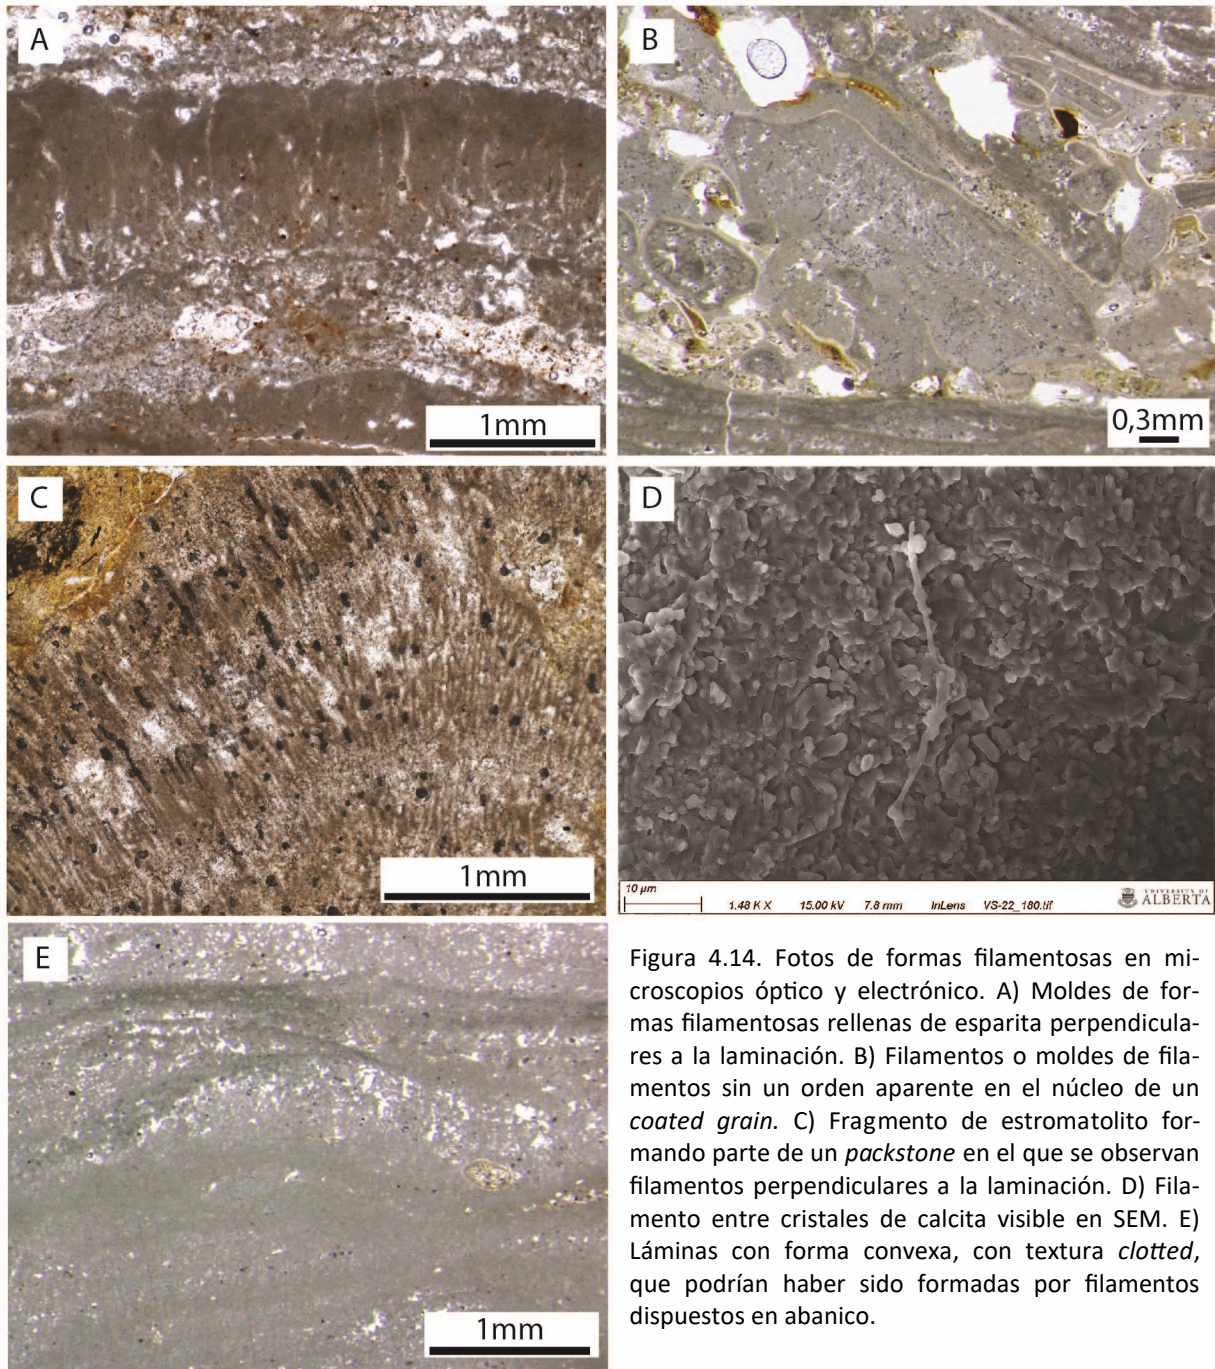 A
1mm
B
0,3mm
C
1mm
D
10 µm
1.48 K X 15.00 kV 7.8 mm InLens VS-22_180.tif
UNIVERSITY OF
ALBERTA
E
1mm
Figura 4.14. Fotos de formas filamentosas en mi-
croscopios óptico y electrónico. A) Moldes de for-
mas filamentosas rellenas de esparita perpendicula-
res a la laminación. B) Filamentos o moldes de fila-
mentos sin un orden aparente en el núcleo de un
coated grain. C) Fragmento de estromatolito for-
mando parte de un packstone en el que se observan
filamentos perpendiculares a la laminación. D) Fila-
mento entre cristales de calcita visible en SEM. E)
Láminas con forma convexa, con textura clotted,
que podrían haber sido formadas por filamentos
dispuestos en abanico.